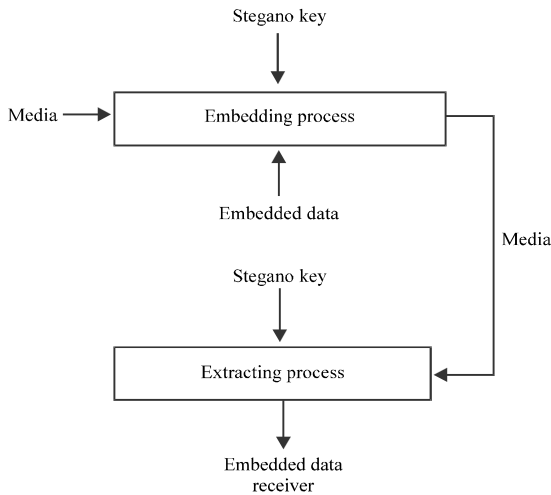 Stegano key
Media
Embedding process
Embedded data
Media
Stegano key
Extracting process
Embedded data
receiver